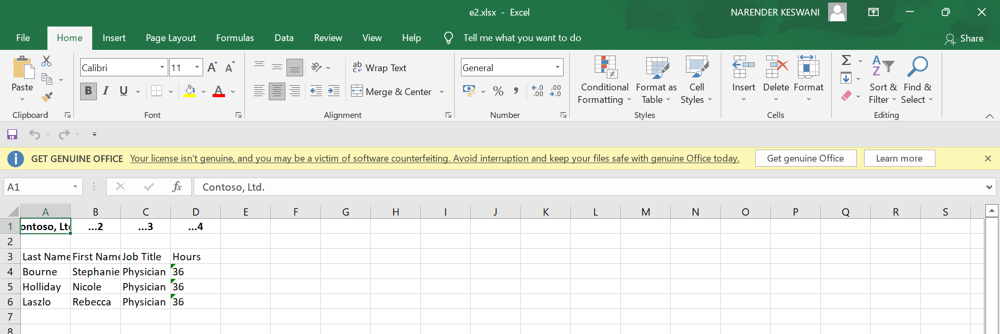 e2.xlsx - Excel
NARENDER KESWANI
File Home Insert Page Layout Formulas Data Review View Help Tell me what you want to do Share
Calibri 11 A A ab Wrap Text General
Paste B I U A Merge & Center % , .00 .00
Conditional Formatting
Format as Table
Cell Styles
Insert Delete Format
Σ
A Z Sort & Filter
Find & Select
Clipboard Font Alignment Number Styles Cells Editing
GET GENUINE OFFICE Your license isn't genuine, and you may be a victim of software counterfeiting. Avoid interruption and keep your files safe with genuine Office today. Get genuine Office Learn more
A1 fx Contoso, Ltd.
A B C D E F G H I J K L M N O P Q R S
1 ontoso, Lt ...2 ...3 ...4
2
3 Last Name First Name Job Title Hours
4 Bourne Stephanie Physician 36
5 Holliday Nicole Physician 36
6 Laszlo Rebecca Physician 36
7
8